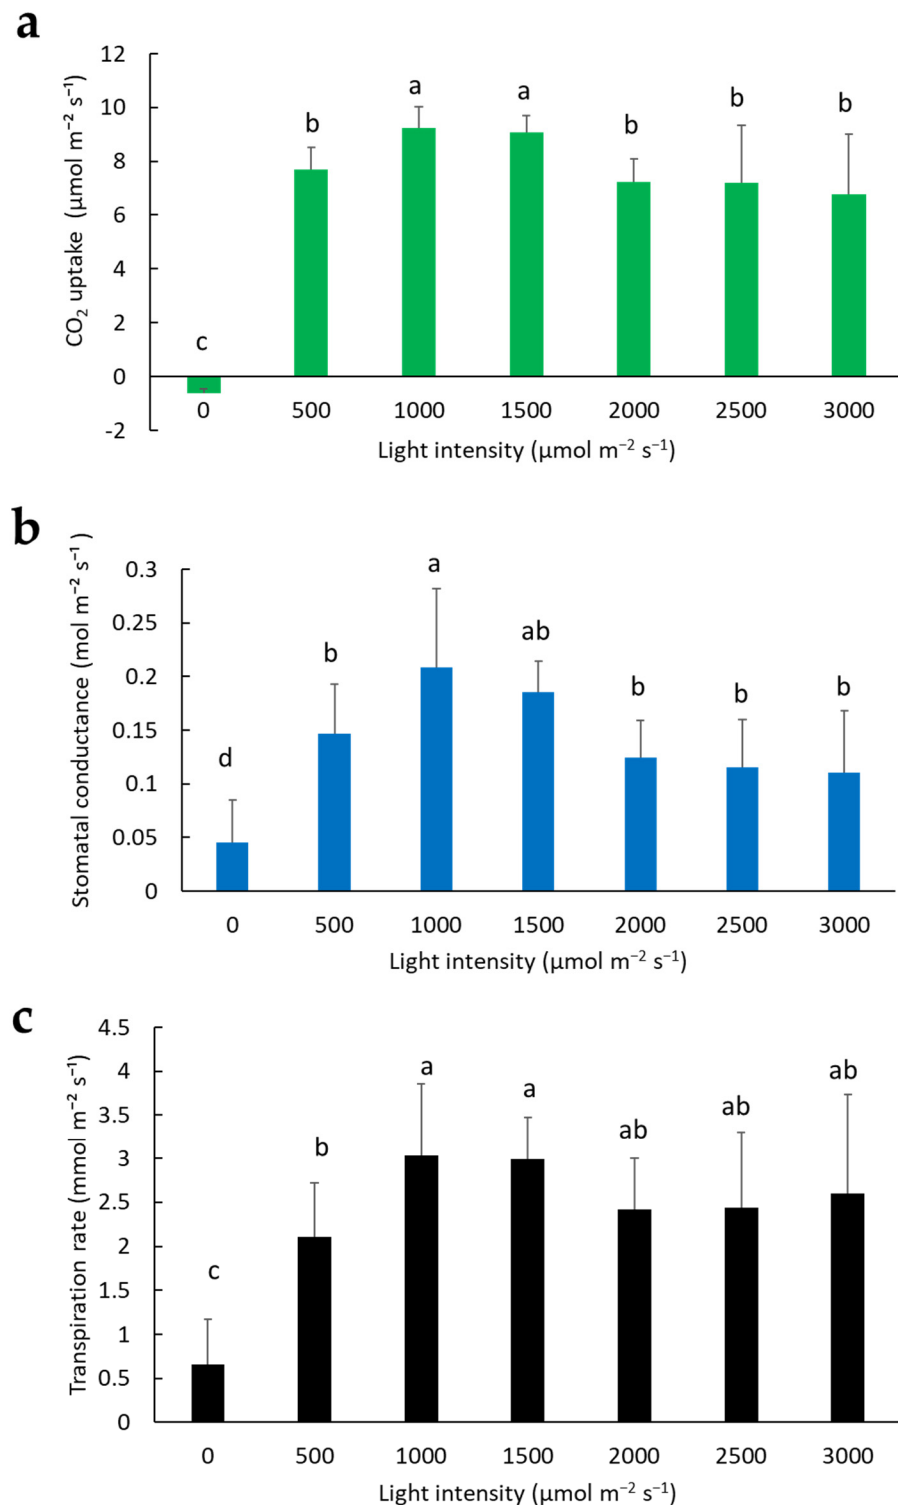 a
CO₂ uptake (µmol m⁻² s⁻¹)
12
10
8
6
4
2
0
-2
c
b
a
a
b
b
b
0 500 1000 1500 2000 2500 3000
Light intensity (µmol m⁻² s⁻¹)
b
Stomatal conductance (mol m⁻² s⁻¹ )
0.3
0.25
0.2
0.15
0.1
0.05
0
d
b
a
ab
b
b
b
0 500 1000 1500 2000 2500 3000
Light intensity (µmol m⁻² s⁻¹)
c
Transpiration rate (mmol m⁻² s⁻¹)
4.5
4
3.5
3
2.5
2
1.5
1
0.5
0
c
b
a
a
ab
ab
ab
0 500 1000 1500 2000 2500 3000
Light intensity (µmol m⁻² s⁻¹)